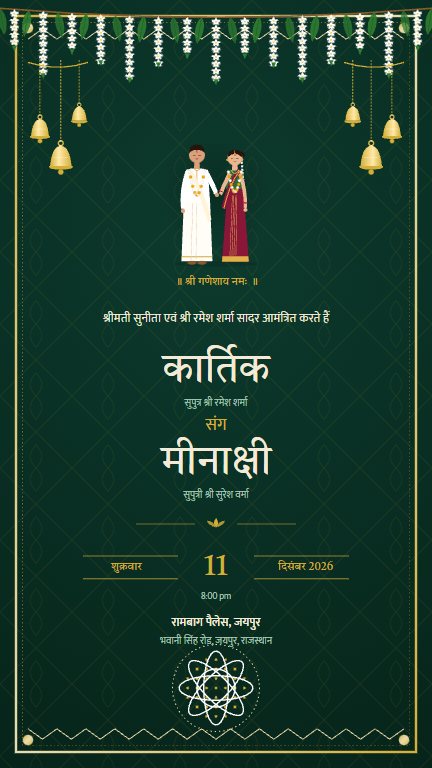 ॥ श्री गणेशाय नमः ॥
श्रीमती सुनीता एवं श्री रमेश शर्मा सादर आमंत्रित करते हैं
कार्तिक
सुपुत्र श्री रमेश शर्मा
संग
मीनाक्षी
सुपुत्री श्री सुरेश वर्मा
शुक्रवार 11 दिसंबर 2026
8:00 pm
रामबाग पैलेस, जयपुर
भवानी सिंह रोड, जयपुर, राजस्थान